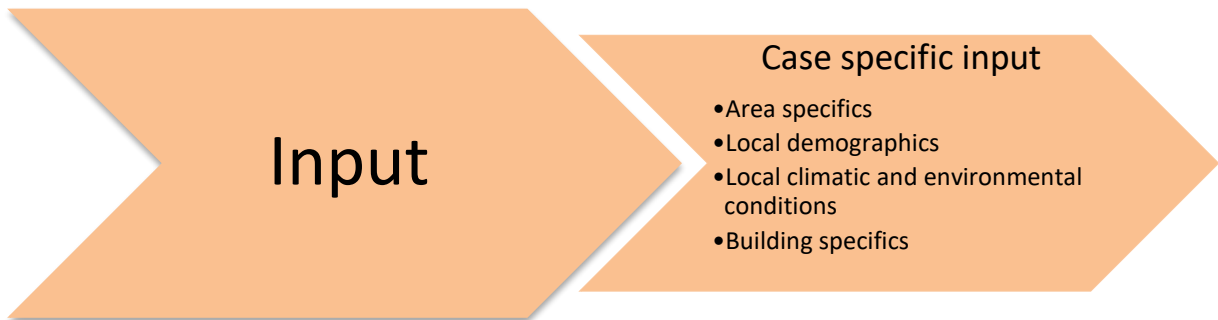 Input
Case specific input
•Area specifics
•Local demographics
•Local climatic and environmental
conditions
•Building specifics